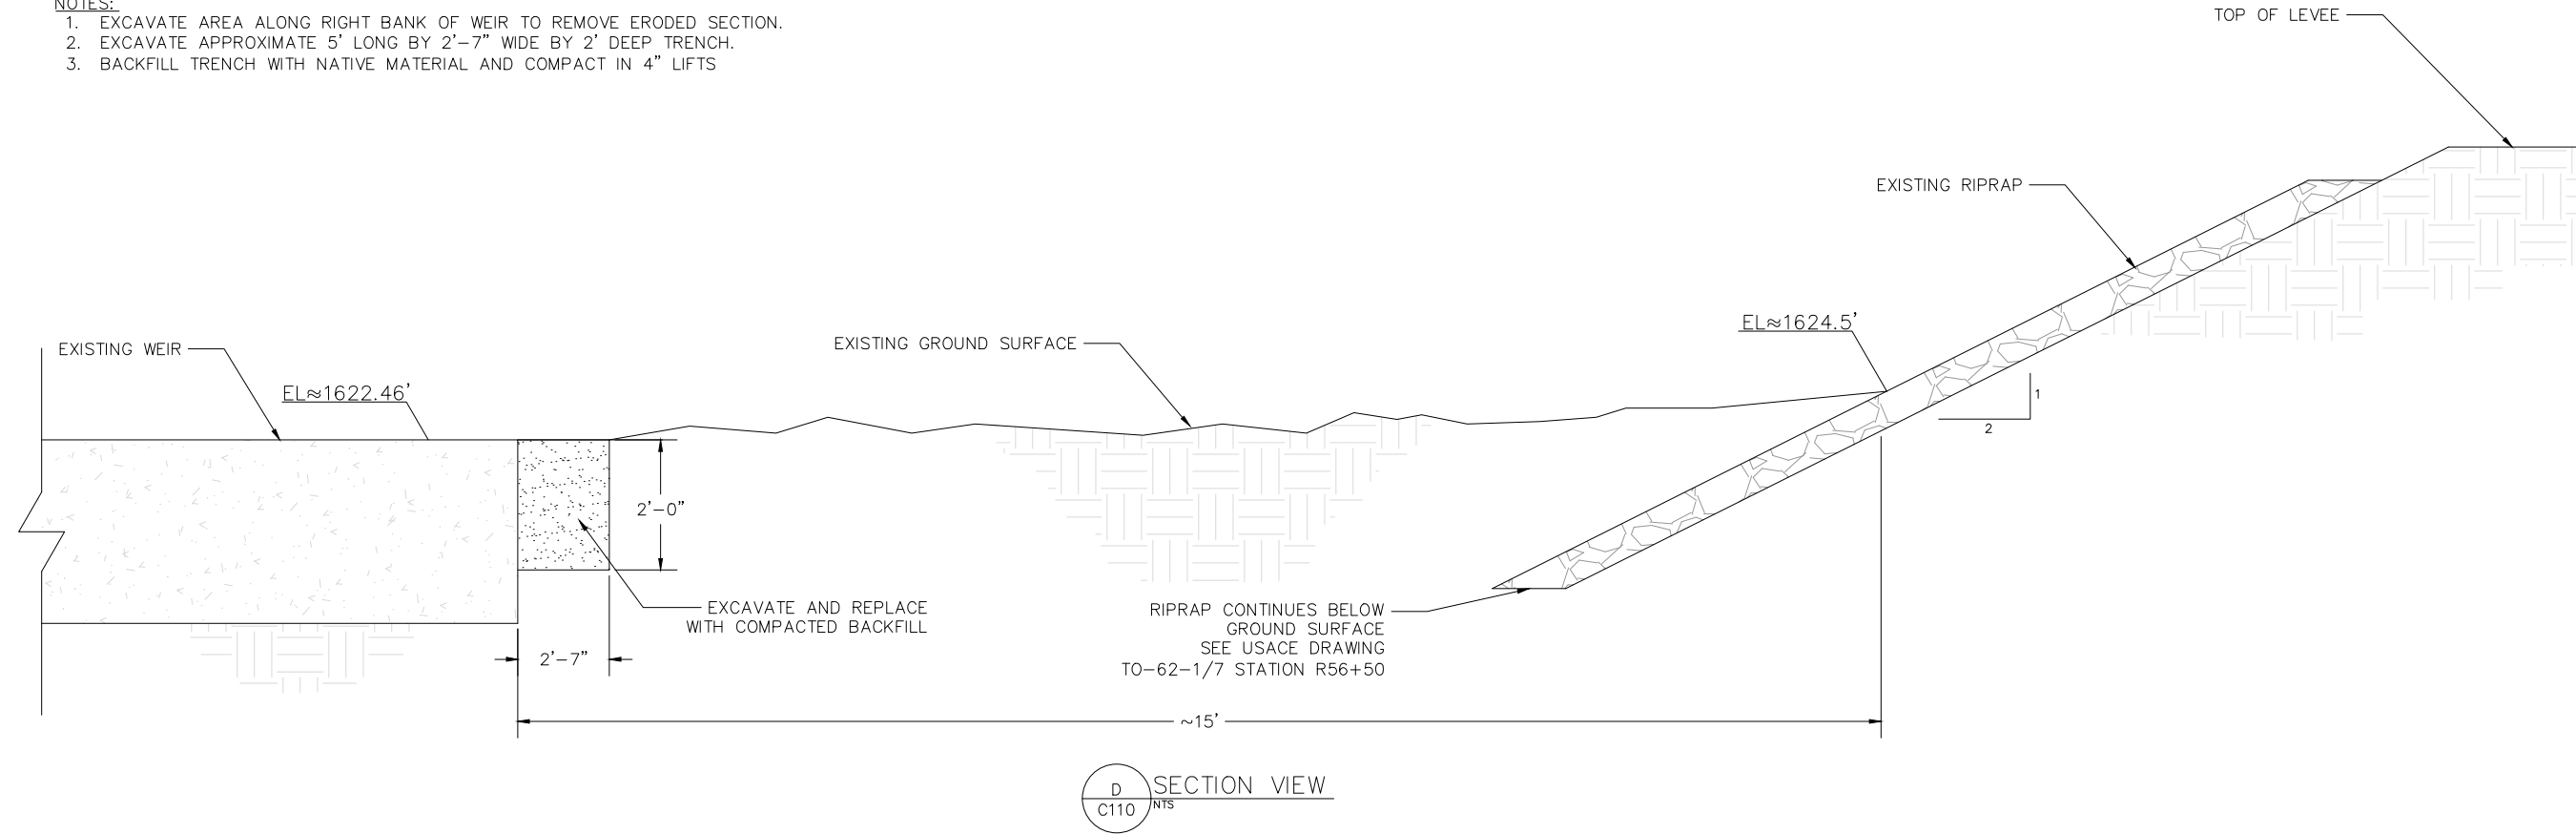 NOTES:
1. EXCAVATE AREA ALONG RIGHT BANK OF WEIR TO REMOVE ERODED SECTION.
2. EXCAVATE APPROXIMATE 5' LONG BY 2'-7" WIDE BY 2' DEEP TRENCH.
3. BACKFILL TRENCH WITH NATIVE MATERIAL AND COMPACT IN 4" LIFTS
TOP OF LEVEE
EXISTING RIPRAP
EL≈1624.5'
EXISTING GROUND SURFACE
EXISTING WEIR
EL≈1622.46'
1
2
2'-0"
EXCAVATE AND REPLACE
WITH COMPACTED BACKFILL
RIPRAP CONTINUES BELOW
GROUND SURFACE
SEE USACE DRAWING
TO-62-1/7 STATION R56+50
2'-7"
~15'
D
C110
SECTION VIEW
NTS